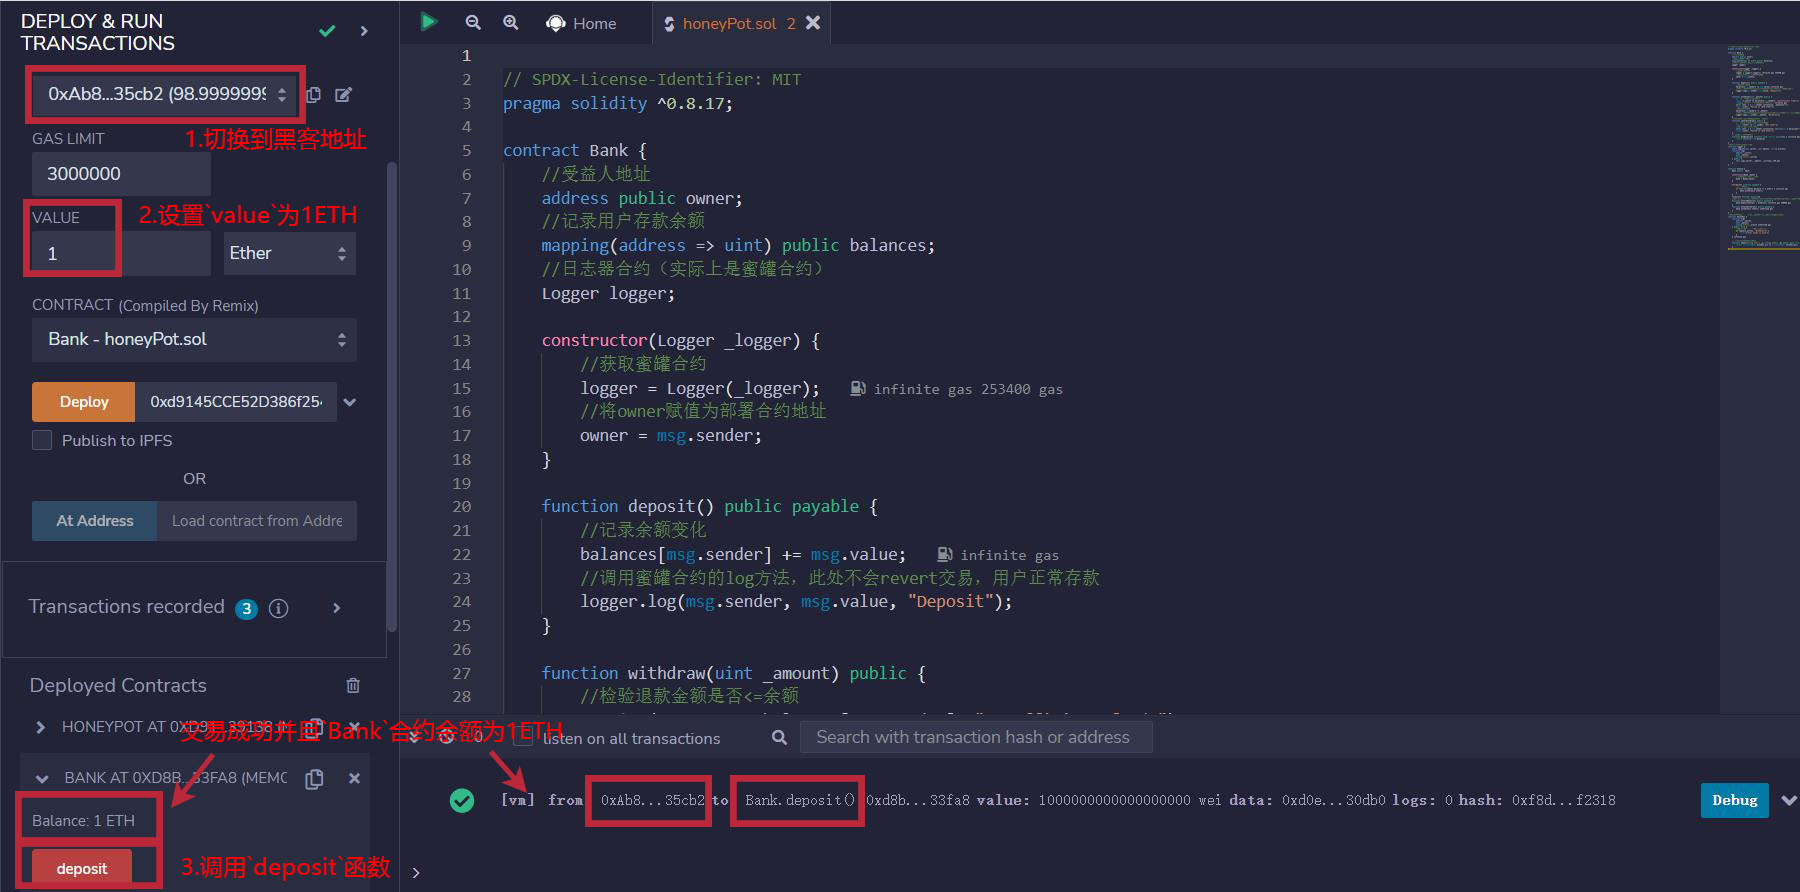 DEPLOY & RUN
TRANSACTIONS
0xAb8...35cb2 (98.9999999
1.切换到黑客地址
GAS LIMIT
3000000
VALUE
2.设置`value`为1ETH
1
Ether
CONTRACT (Compiled By Remix)
Bank - honeyPot.sol
Deploy
0xd9145CCE52D386f254
Publish to IPFS
OR
At Address
Load contract from Addre
Transactions recorded 3 i
Deployed Contracts
HONEYPOT AT 0XD91...39138 (M
交易成功并且`Bank`合约余额为1ETH
BANK AT 0XD8B...33FA8 (MEMO
Balance: 1 ETH
deposit
3.调用`deposit`函数
Home
honeyPot.sol 2
1
2 // SPDX-License-Identifier: MIT
3 pragma solidity ^0.8.17;
4
5 contract Bank {
6 //受益人地址
7 address public owner;
8 //记录用户存款余额
9 mapping(address => uint) public balances;
10 //日志器合约（实际上是蜜罐合约）
11 Logger logger;
12
13 constructor(Logger _logger) {
14 //获取蜜罐合约
15 logger = Logger(_logger); infinite gas 253400 gas
16 //将owner赋值为部署合约地址
17 owner = msg.sender;
18 }
19
20 function deposit() public payable {
21 //记录余额变化
22 balances[msg.sender] += msg.value; infinite gas
23 //调用蜜罐合约的log方法，此处不会revert交易，用户正常存款
24 logger.log(msg.sender, msg.value, "Deposit");
25 }
26
27 function withdraw(uint _amount) public {
28 //检验退款金额是否<=余额
0
listen on all transactions
Search with transaction hash or address
[vm] from 0xAb8...35cb2 to Bank.deposit() 0xd8b...33fa8 value: 1000000000000000000 wei data: 0xd0e...30db0 logs: 0 hash: 0xf8d...f2318
Debug
>